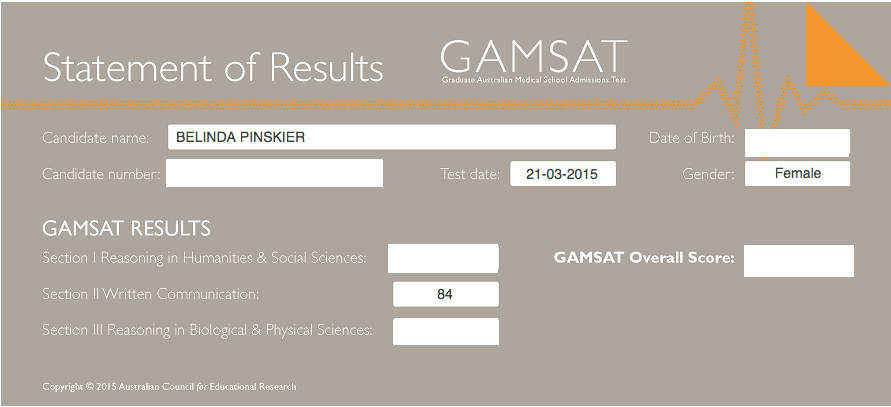 Statement of Results
GAMSAT
Graduate Australian Medical School Admissions Test
Candidate name: BELINDA PINSKIER Date of Birth:
Candidate number: Test date: 21-03-2015 Gender: Female
GAMSAT RESULTS
Section I Reasoning in Humanities & Social Sciences: GAMSAT Overall Score:
Section II Written Communication: 84
Section III Reasoning in Biological & Physical Sciences:
Copyright © 2015 Australian Council for Educational Research